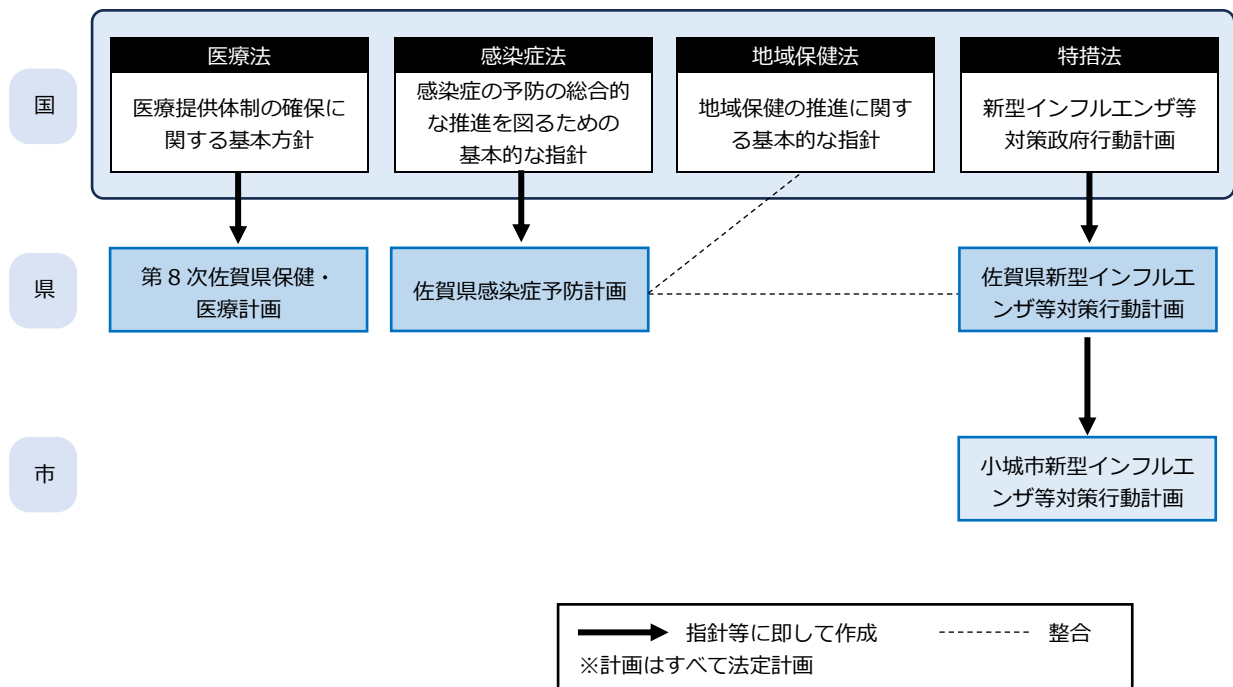 国
医療法
医療提供体制の確保に
関する基本方針
感染症法
感染症の予防の総合的
な推進を図るための
基本的な指針
地域保健法
地域保健の推進に関す
る基本的な指針
特措法
新型インフルエンザ等
対策政府行動計画
県
第8次佐賀県保健・
医療計画
佐賀県感染症予防計画
佐賀県新型インフルエ
ンザ等対策行動計画
市
小城市新型インフルエ
ンザ等対策行動計画
指針等に即して作成
整合
※計画はすべて法定計画